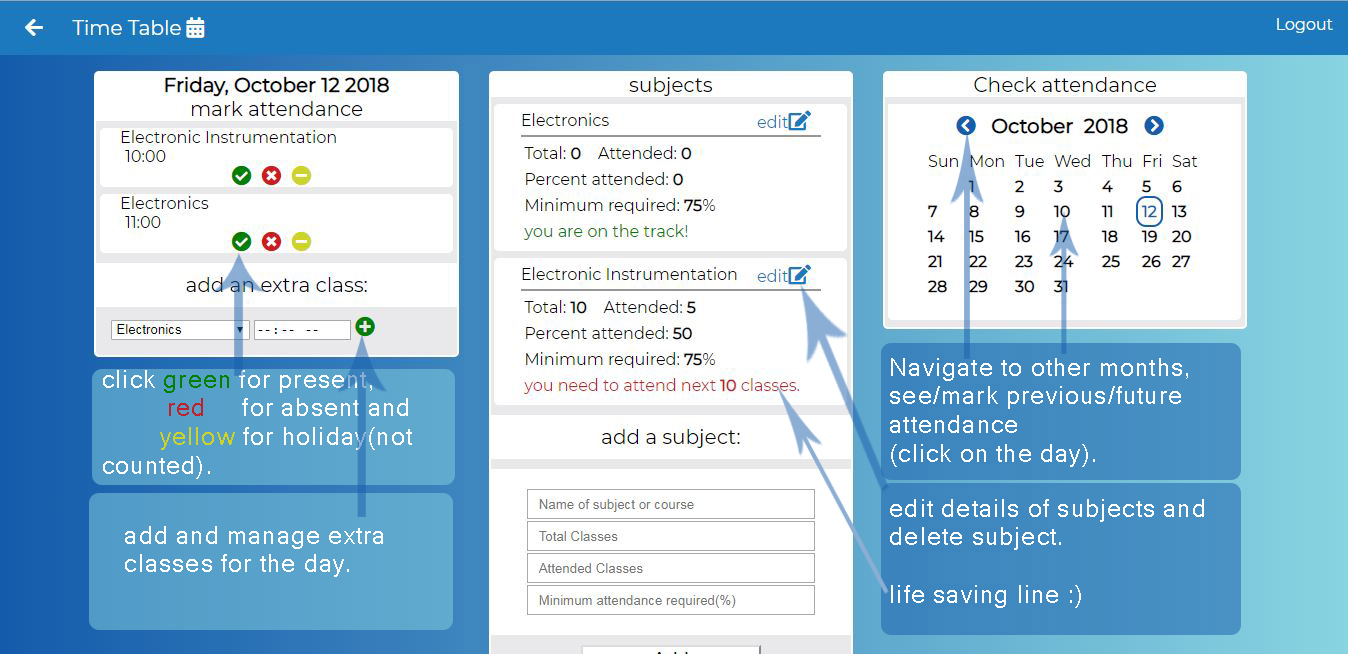 Time Table
Logout
Friday, October 12 2018
mark attendance
Electronic Instrumentation
10:00
Electronics
11:00
add an extra class:
Electronics
--:-- --
click green for present,
red for absent and
yellow for holiday(not
counted).
add and manage extra
classes for the day.
subjects
Electronics
edit
Total: 0 Attended: 0
Percent attended: 0
Minimum required: 75%
you are on the track!
Electronic Instrumentation
edit
Total: 10 Attended: 5
Percent attended: 50
Minimum required: 75%
you need to attend next 10 classes.
add a subject:
Name of subject or course
Total Classes
Attended Classes
Minimum attendance required(%)
Check attendance
October 2018
Sun Mon Tue Wed Thu Fri Sat
1 2 3 4 5 6
7 8 9 10 11 12 13
14 15 16 17 18 19 20
21 22 23 24 25 26 27
28 29 30 31
Navigate to other months,
see/mark previous/future
attendance
(click on the day).
edit details of subjects and
delete subject.
life saving line :)